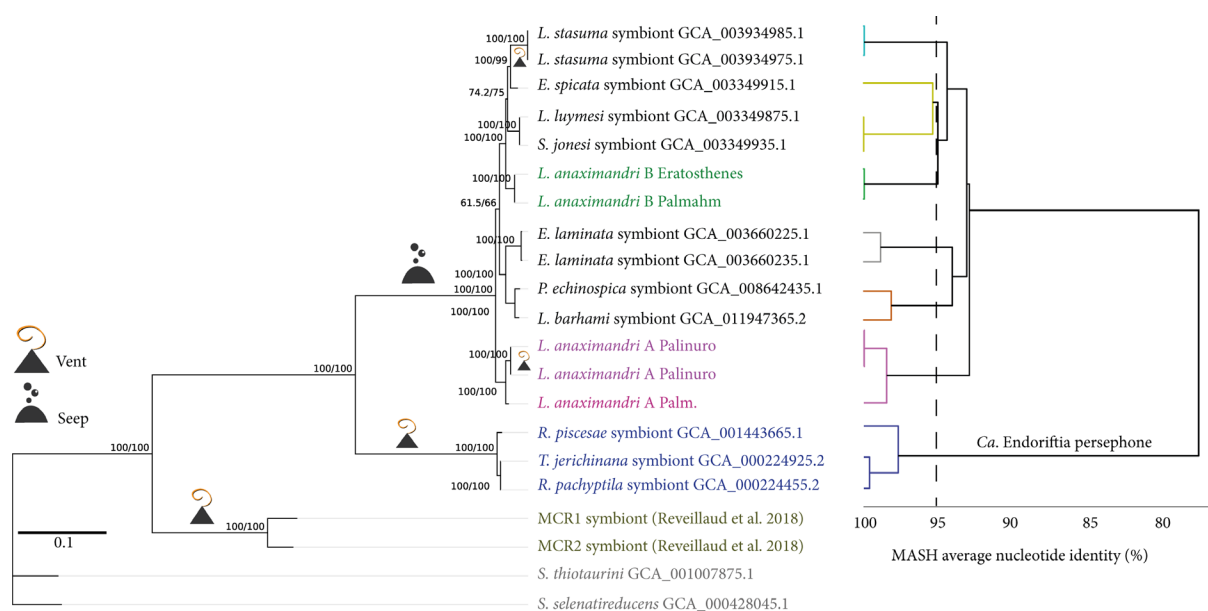 100/100
L. stasuma symbiont GCA_003934985.1
100/99
L. stasuma symbiont GCA_003934975.1
74.2/75
E. spicata symbiont GCA_003349915.1
L. luymesi symbiont GCA_003349875.1
100/100
100/100
S. jonesi symbiont GCA_003349935.1
100/100
L. anaximandri B Eratosthenes
61.5/66
L. anaximandri B Palmahm
100/100
E. laminata symbiont GCA_003660225.1
E. laminata symbiont GCA_003660235.1
100/100
100/100
P. echinospica symbiont GCA_008642435.1
100/100
L. barhami symbiont GCA_011947365.2
L. anaximandri A Palinuro
100/100
Vent
100/100
L. anaximandri A Palinuro
100/100
L. anaximandri A Palm.
Seep
R. piscesae symbiont GCA_001443665.1
100/100
Ca. Endoriftia persephone
T. jerichinana symbiont GCA_000224925.2
100/100
R. pachyptila symbiont GCA_000224455.2
100/100
MCR1 symbiont (Reveillaud et al. 2018)
0.1
MCR2 symbiont (Reveillaud et al. 2018)
S. thiotaurini GCA_001007875.1
S. selenatireducens GCA_000428045.1
100 95 90 85 80
MASH average nucleotide identity (%)